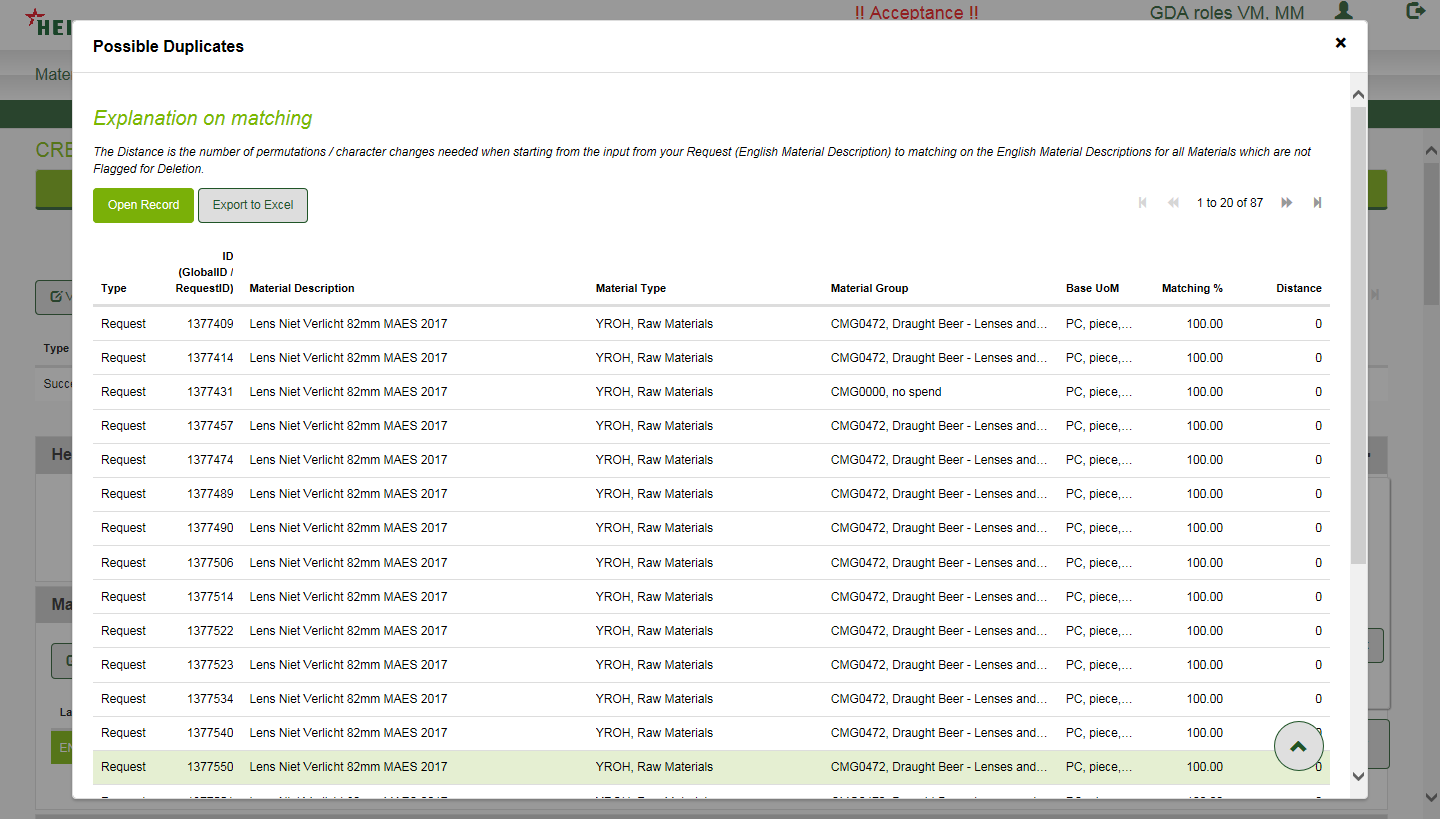 HEI
!! Acceptance !!
GDA roles VM, MM
Possible Duplicates
Mate
Explanation on matching
CRE
The Distance is the number of permutations / character changes needed when starting from the input from your Request (English Material Description) to matching on the English Material Descriptions for all Materials which are not
Flagged for Deletion.
Open Record
Export to Excel
1 to 20 of 87
ID
(GlobalID /
Type RequestID) Material Description Material Type Material Group Base UoM Matching % Distance
Request 1377409 Lens Niet Verlicht 82mm MAES 2017 YROH, Raw Materials CMG0472, Draught Beer - Lenses and... PC, piece,... 100.00 0
Type
Request 1377414 Lens Niet Verlicht 82mm MAES 2017 YROH, Raw Materials CMG0472, Draught Beer - Lenses and... PC, piece,... 100.00 0
Succe
Request 1377431 Lens Niet Verlicht 82mm MAES 2017 YROH, Raw Materials CMG0000, no spend PC, piece,... 100.00 0
Request 1377457 Lens Niet Verlicht 82mm MAES 2017 YROH, Raw Materials CMG0472, Draught Beer - Lenses and... PC, piece,... 100.00 0
He
Request 1377474 Lens Niet Verlicht 82mm MAES 2017 YROH, Raw Materials CMG0472, Draught Beer - Lenses and... PC, piece,... 100.00 0
Request 1377489 Lens Niet Verlicht 82mm MAES 2017 YROH, Raw Materials CMG0472, Draught Beer - Lenses and... PC, piece,... 100.00 0
Request 1377490 Lens Niet Verlicht 82mm MAES 2017 YROH, Raw Materials CMG0472, Draught Beer - Lenses and... PC, piece,... 100.00 0
Request 1377506 Lens Niet Verlicht 82mm MAES 2017 YROH, Raw Materials CMG0472, Draught Beer - Lenses and... PC, piece,... 100.00 0
Request 1377514 Lens Niet Verlicht 82mm MAES 2017 YROH, Raw Materials CMG0472, Draught Beer - Lenses and... PC, piece,... 100.00 0
Ma
Request 1377522 Lens Niet Verlicht 82mm MAES 2017 YROH, Raw Materials CMG0472, Draught Beer - Lenses and... PC, piece,... 100.00 0
Request 1377523 Lens Niet Verlicht 82mm MAES 2017 YROH, Raw Materials CMG0472, Draught Beer - Lenses and... PC, piece,... 100.00 0
Request 1377534 Lens Niet Verlicht 82mm MAES 2017 YROH, Raw Materials CMG0472, Draught Beer - Lenses and... PC, piece,... 100.00 0
La
Request 1377540 Lens Niet Verlicht 82mm MAES 2017 YROH, Raw Materials CMG0472, Draught Beer - Lenses and... PC, piece,... 100.00
Request 1377550 Lens Niet Verlicht 82mm MAES 2017 YROH, Raw Materials CMG0472, Draught Beer - Lenses and... PC, piece,... 100.00 0